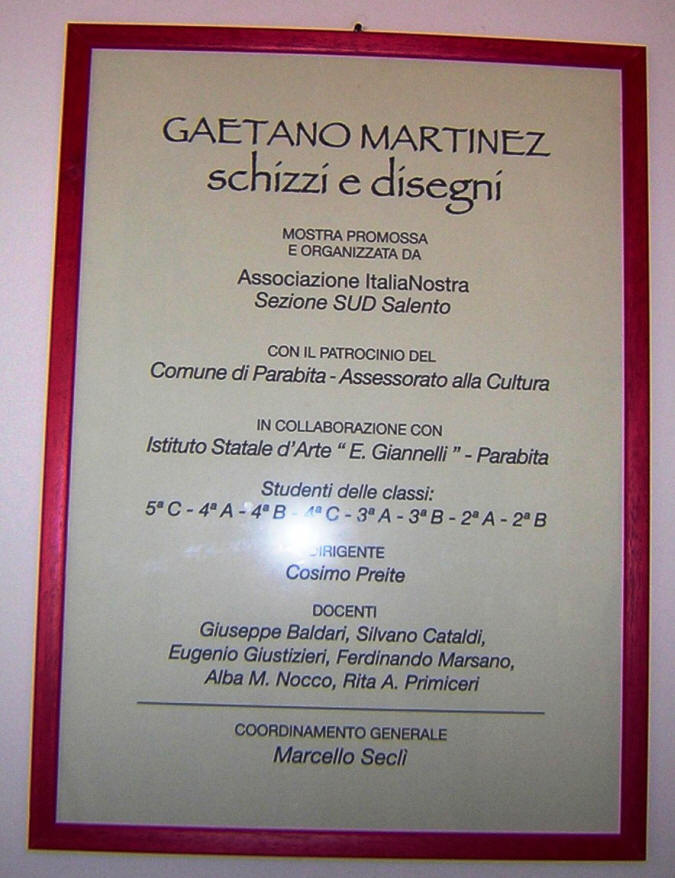 GAETANO MARTINEZ
schizzi e disegni
MOSTRA PROMOSSA
E ORGANIZZATA DA
Associazione ItaliaNostra
Sezione SUD Salento
CON IL PATROCINIO DEL
Comune di Parabita - Assessorato alla Cultura
IN COLLABORAZIONE CON
Istituto Statale d'Arte “ E. Giannelli ” - Parabita
Studenti delle classi:
5ª C - 4ª A - 4ª B - 4ª C - 3ª A - 3ª B - 2ª A - 2ª B
DIRIGENTE
Cosimo Preite
DOCENTI
Giuseppe Baldari, Silvano Cataldi,
Eugenio Giustizieri, Ferdinando Marsano,
Alba M. Nocco, Rita A. Primiceri
COORDINAMENTO GENERALE
Marcello Seclì